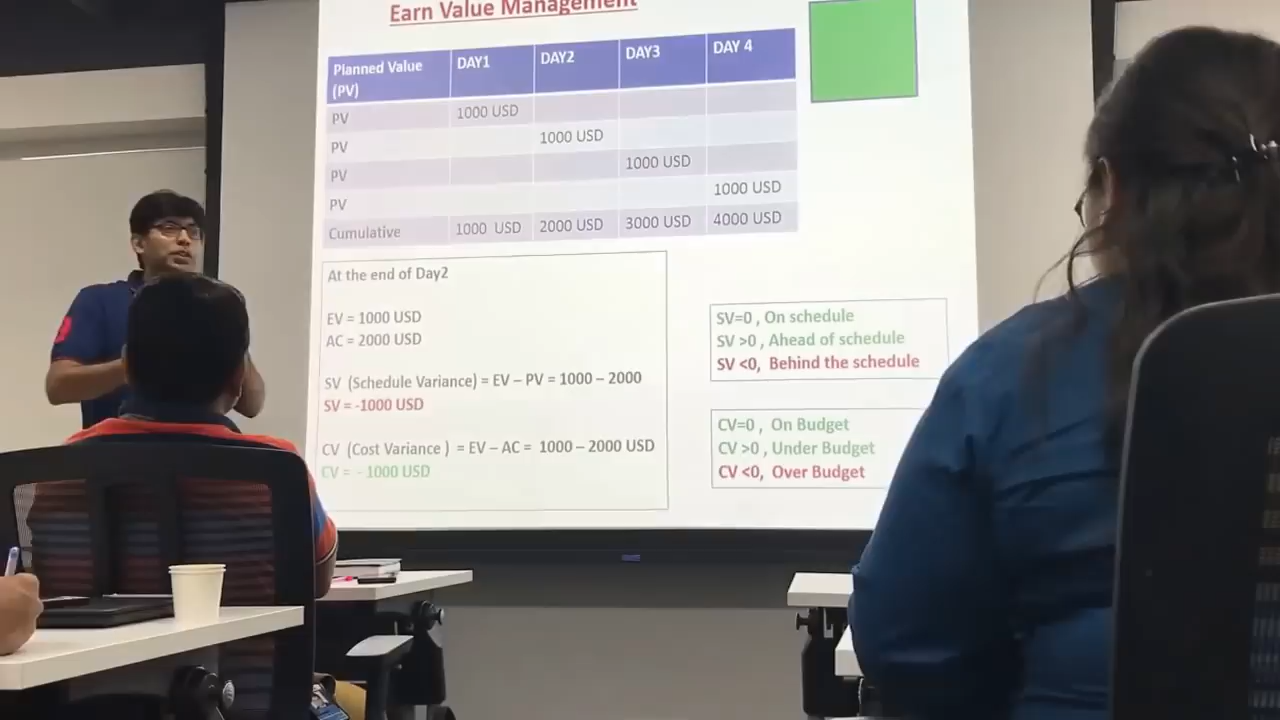 Earn Value Management
Planned Value (PV) DAY1 DAY2 DAY3 DAY 4
PV 1000 USD
PV 1000 USD
PV 1000 USD
PV 1000 USD
Cumulative 1000 USD 2000 USD 3000 USD 4000 USD
At the end of Day2
EV = 1000 USD
AC = 2000 USD
SV (Schedule Variance) = EV – PV = 1000 – 2000
SV = -1000 USD
CV (Cost Variance ) = EV – AC = 1000 – 2000 USD
CV = - 1000 USD
SV=0 , On schedule
SV >0 , Ahead of schedule
SV <0, Behind the schedule
CV=0 , On Budget
CV >0 , Under Budget
CV <0, Over Budget